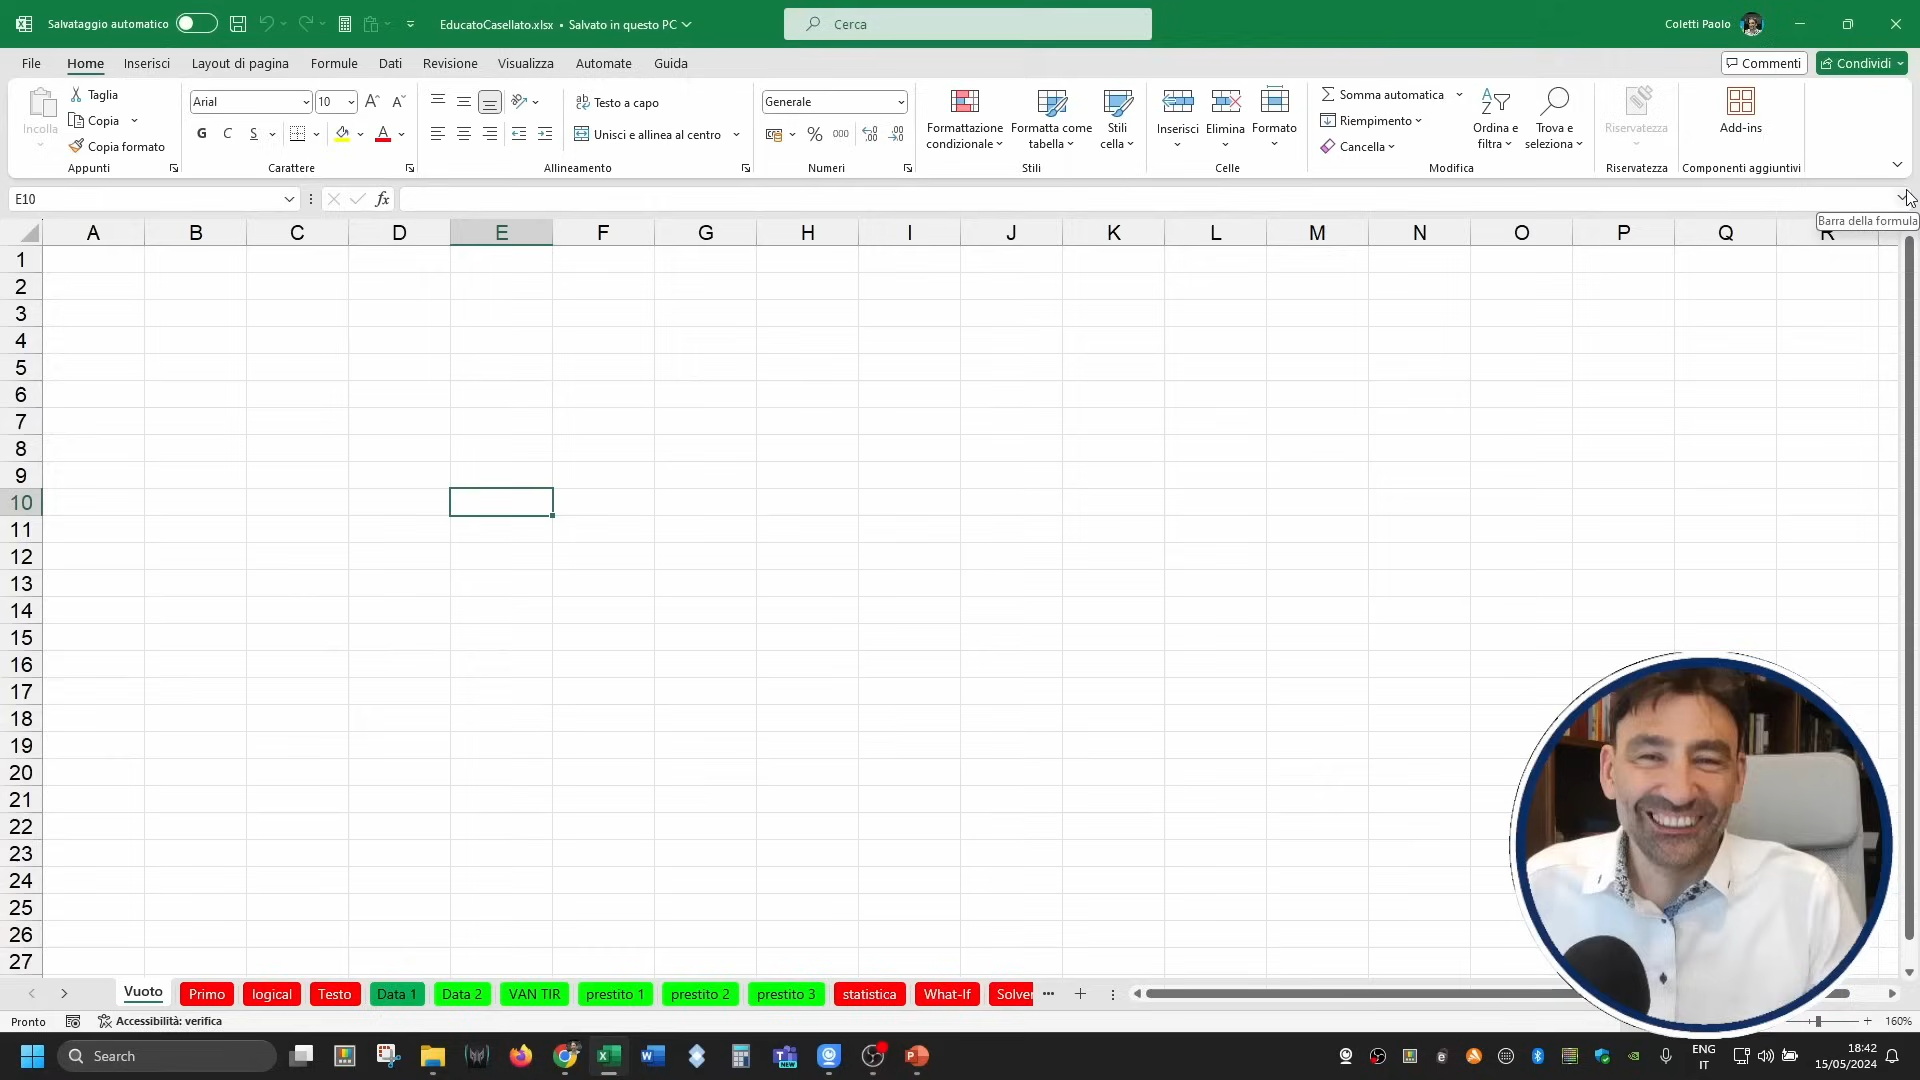 Salvataggio automatico
EducatoCasellato.xlsx • Salvato in questo PC
Cerca
Coletti Paolo
File Home Inserisci Layout di pagina Formule Dati Revisione Visualizza Automate Guida
Commenti
Condividi
Incolla
Taglia
Copia
Copia formato
Appunti
Arial
10
G C S
Carattere
Testo a capo
Unisci e allinea al centro
Allineamento
Generale
% 000
Numeri
Formattazione condizionale
Formatta come tabella
Stili cella
Stili
Inserisci
Elimina
Formato
Celle
Somma automatica
Riempimento
Cancella
Ordina e filtra
Trova e seleziona
Modifica
Riservatezza
Riservatezza
Add-ins
Componenti aggiuntivi
E10
fx
Barra della formula
A B C D E F G H I J K L M N O P Q R
1
2
3
4
5
6
7
8
9
10
11
12
13
14
15
16
17
18
19
20
21
22
23
24
25
26
27
Vuoto Primo logical Testo Data 1 Data 2 VAN TIR prestito 1 prestito 2 prestito 3 statistica What-If Solver
Pronto
Accessibilità: verifica
160%
Search
ENG
IT
18:42
15/05/2024